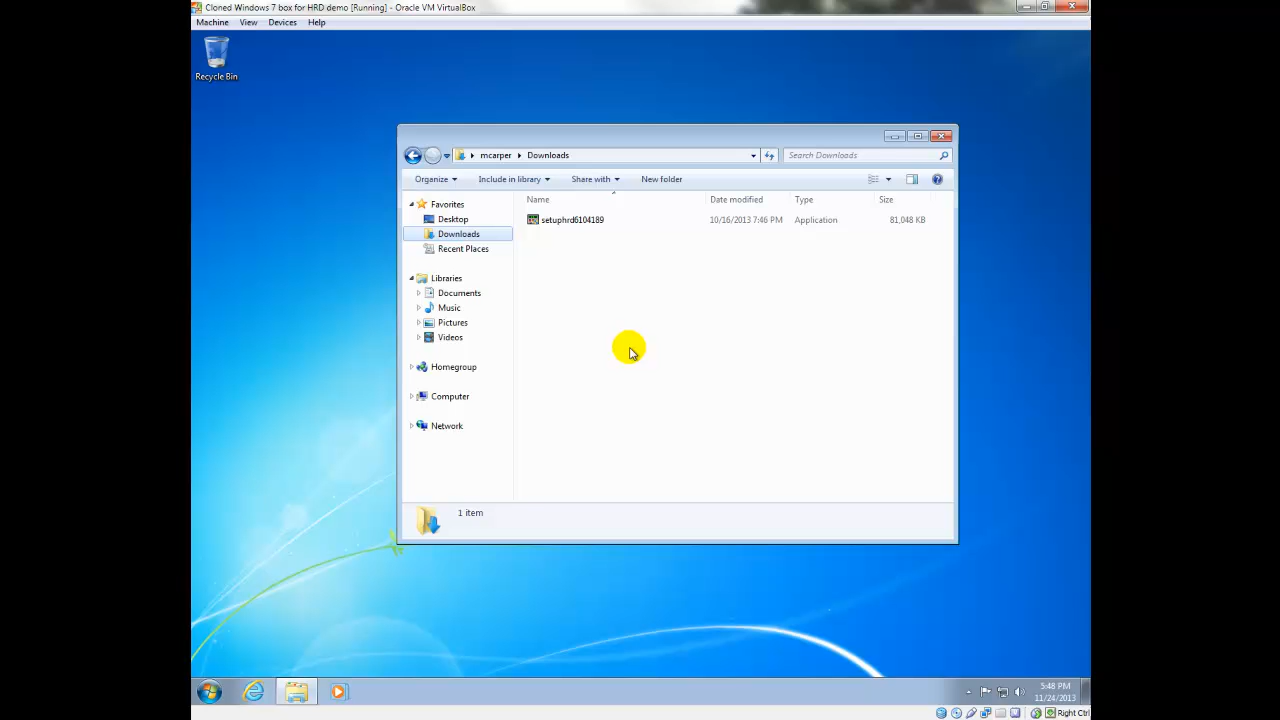 Cloned Windows 7 box for HRD demo [Running] - Oracle VM VirtualBox
Machine View Devices Help
Recycle Bin
mcarper Downloads Search Downloads
Organize Include in library Share with New folder
Name Date modified Type Size
setuphrd6104189 10/16/2013 7:46 PM Application 81,048 KB
Favorites
Desktop
Downloads
Recent Places
Libraries
Documents
Music
Pictures
Videos
Homegroup
Computer
Network
1 item
5:48 PM
11/24/2013
Right Ctrl